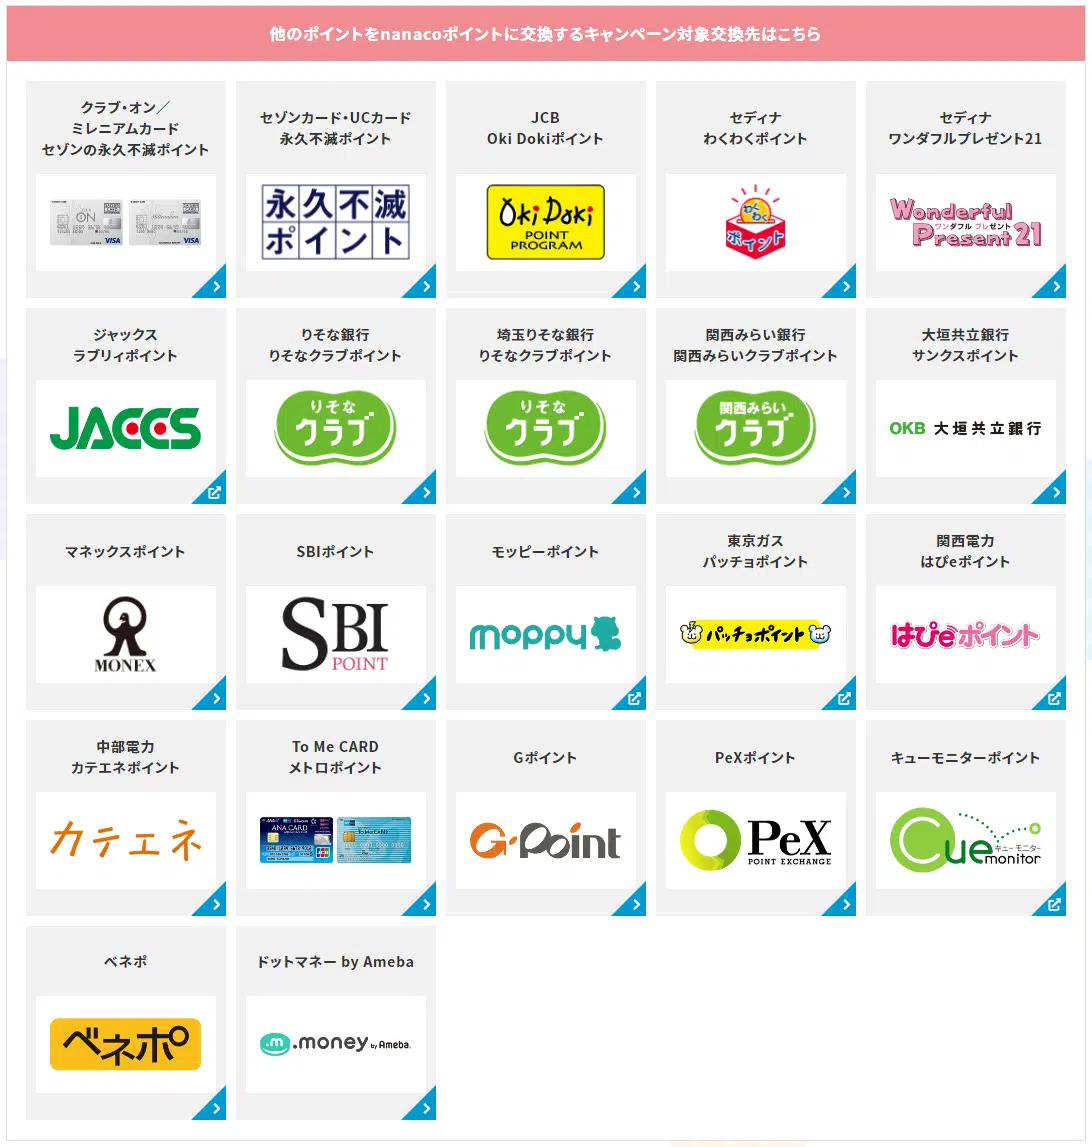 他のポイントをnanacoポイントに交換するキャンペーン対象交換先はこちら
クラブ・オン／
ミレニアムカード
セゾンの永久不滅ポイント
ON
Millennium
VISA
VISA
セゾンカード・UCカード
永久不滅ポイント
永久不滅
ポイント
JCB
Oki Dokiポイント
Oki Doki
POINT
PROGRAM
セディナ
わくわくポイント
わく
わく
ポイント
セディナ
ワンダフルプレゼント21
Wonderful
ワンダフル プレゼント
Present 21
ジャックス
ラブリィポイント
JACCS
りそな銀行
りそなクラブポイント
りそな
クラブ
埼玉りそな銀行
りそなクラブポイント
りそな
クラブ
関西みらい銀行
関西みらいクラブポイント
関西みらい
クラブ
大垣共立銀行
サンクスポイント
OKB 大垣共立銀行
マネックスポイント
MONEX
SBIポイント
SBI
POINT
モッピーポイント
moppy
東京ガス
パッチョポイント
パッチョポイント
関西電力
はぴeポイント
はぴeポイント
中部電力
カテエネポイント
カテエネ
To Me CARD
メトロポイント
ANA CARD
JCB
To Me CARD
Gポイント
G-Point
PeXポイント
PeX
POINT EXCHANGE
キューモニターポイント
Cue
キュー モニター
monitor
ベネポ
ベネポ
ドットマネー by Ameba
.m .money by Ameba.